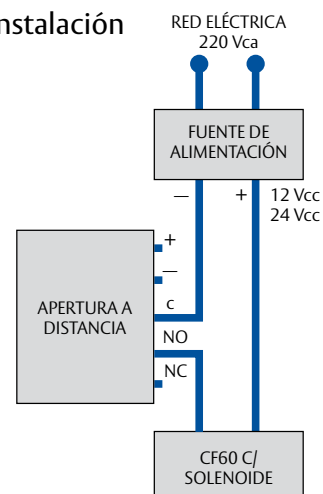 nstalación
RED ELÉCTRICA
220 Vca
FUENTE DE
ALIMENTACIÓN
— + 12 Vcc
24 Vcc
+
—
c
APERTURA A
DISTANCIA
NO
NC
CF60 C/
SOLENOIDE